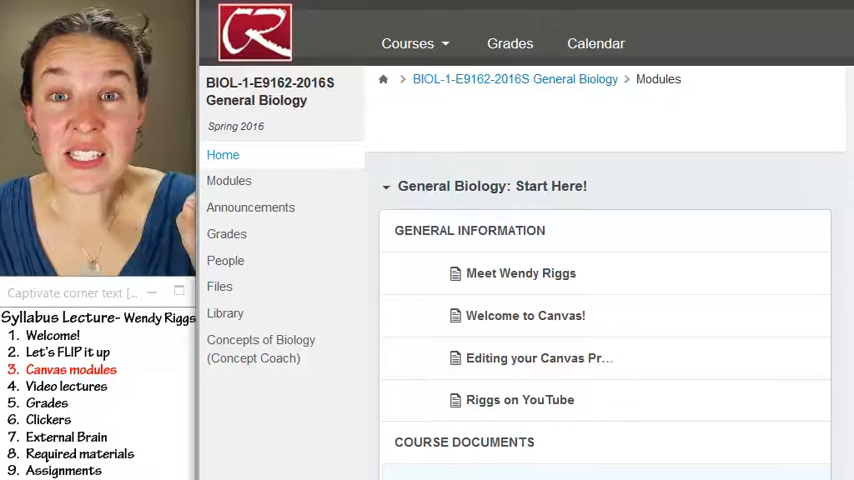 Courses
Grades
Calendar
BIOL-1-E9162-2016S
General Biology
Spring 2016
Home
Modules
Announcements
Grades
People
Files
Library
Concepts of Biology
(Concept Coach)
BIOL-1-E9162-2016S General Biology > Modules
General Biology: Start Here!
GENERAL INFORMATION
Meet Wendy Riggs
Welcome to Canvas!
Editing your Canvas Pr...
Riggs on YouTube
COURSE DOCUMENTS
Captivate corner text [...
Syllabus Lecture- Wendy Riggs
1. Welcome!
2. Let's FLIP it up
3. Canvas modules
4. Video lectures
5. Grades
6. Clickers
7. External Brain
8. Required materials
9. Assignments